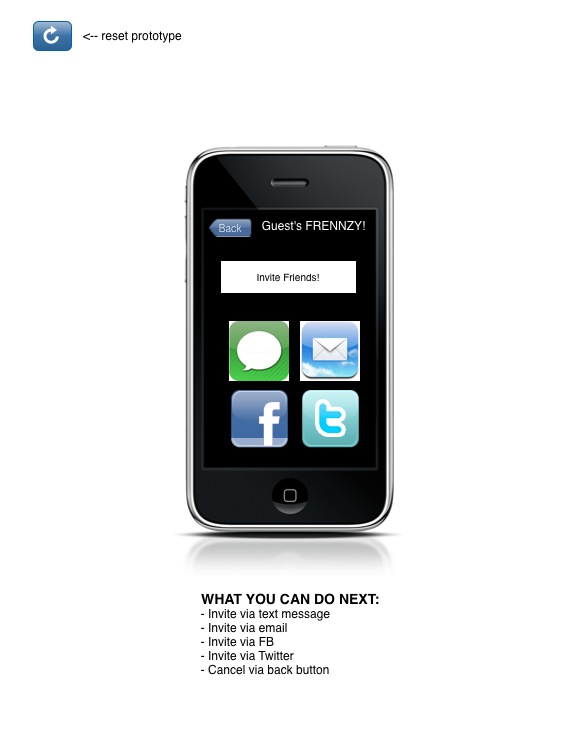 <-- reset prototype
Back
Guest's FRENNZY!
Invite Friends!
WHAT YOU CAN DO NEXT:
- Invite via text message
- Invite via email
- Invite via FB
- Invite via Twitter
- Cancel via back button